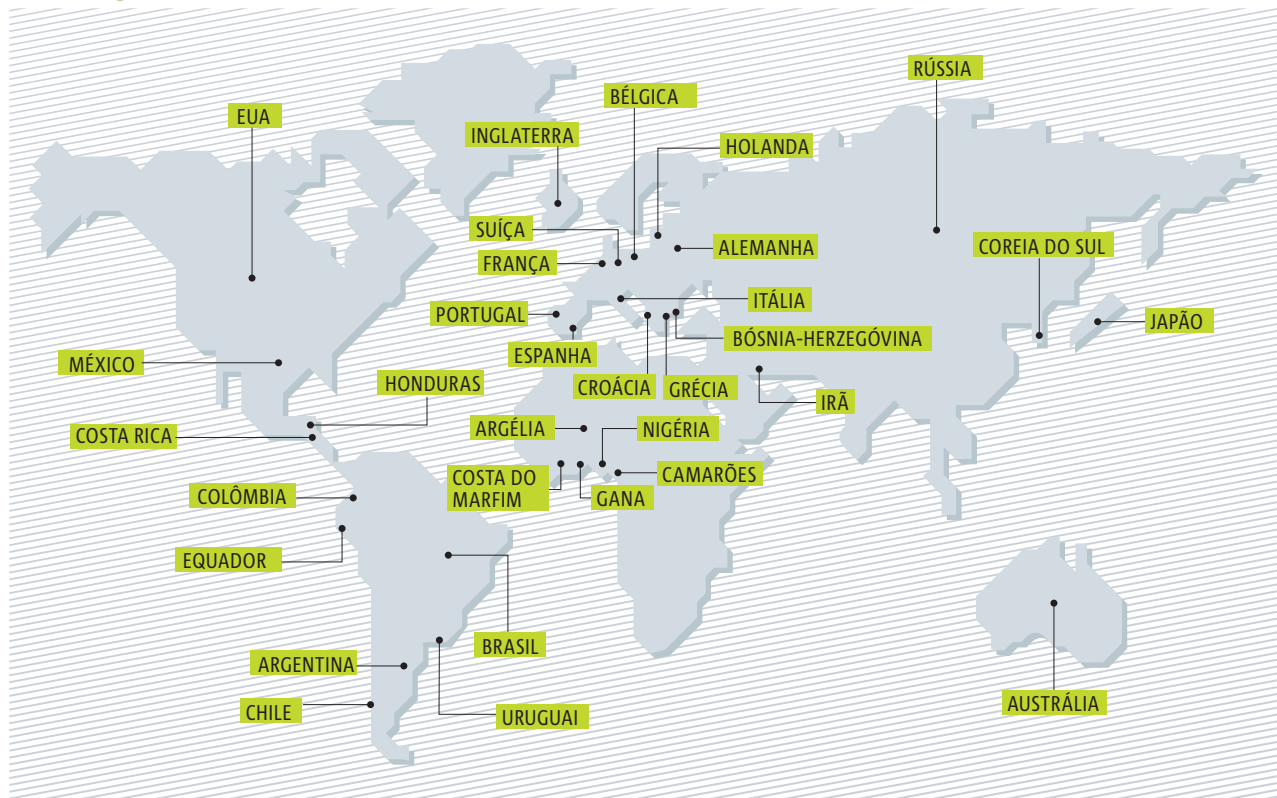 RÚSSIA
BÉLGICA
EUA
INGLATERRA
HOLANDA
SUÍÇA
ALEMANHA
COREIA DO SUL
FRANÇA
ITÁLIA
PORTUGAL
JAPÃO
BÓSNIA-HERZEGÓVINA
ESPANHA
MÉXICO
HONDURAS
CROÁCIA
GRÉCIA
IRÃ
COSTA RICA
ARGÉLIA
NIGÉRIA
COSTA DO
MARFIM
CAMARÕES
GANA
COLÔMBIA
EQUADOR
BRASIL
ARGENTINA
CHILE
URUGUAI
AUSTRÁLIA